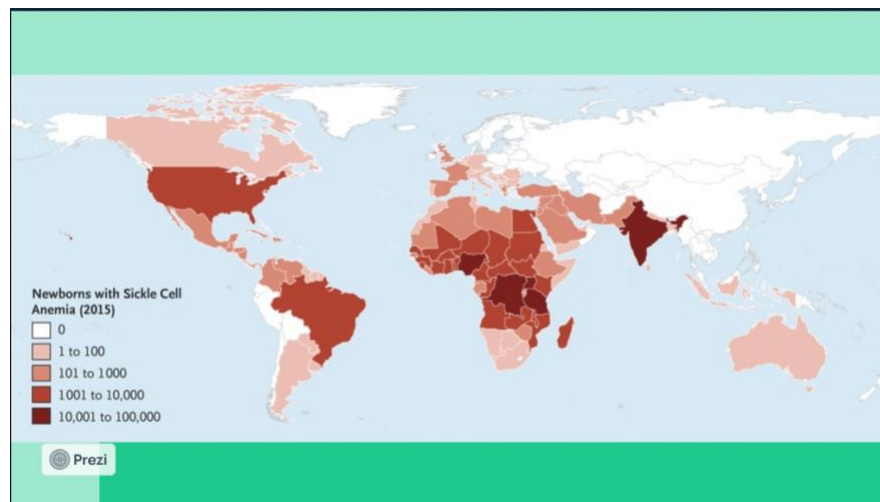 Newborns with Sickle Cell
Anemia (2015)
0
1 to 100
101 to 1000
1001 to 10,000
10,001 to 100,000
Prezi